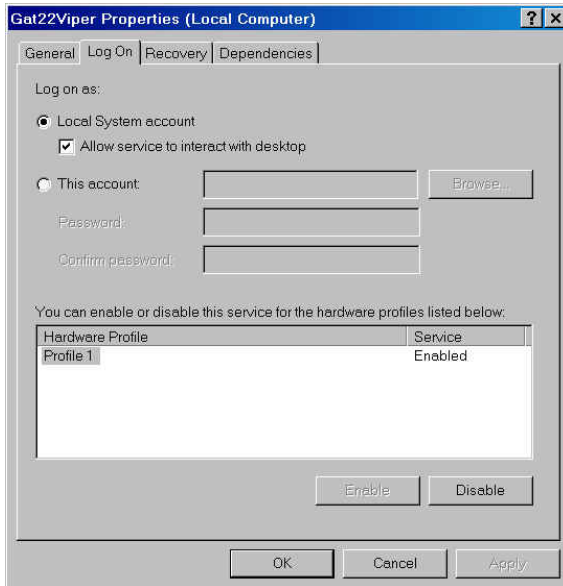 Gat22Viper Properties (Local Computer) ? ×
General Log On Recovery Dependencies
Log on as:
Local System account
Allow service to interact with desktop
This account: Browse...
Password:
Confirm password:
You can enable or disable this service for the hardware profiles listed below:
Hardware Profile Service
Profile 1 Enabled
Enable Disable
OK Cancel Apply